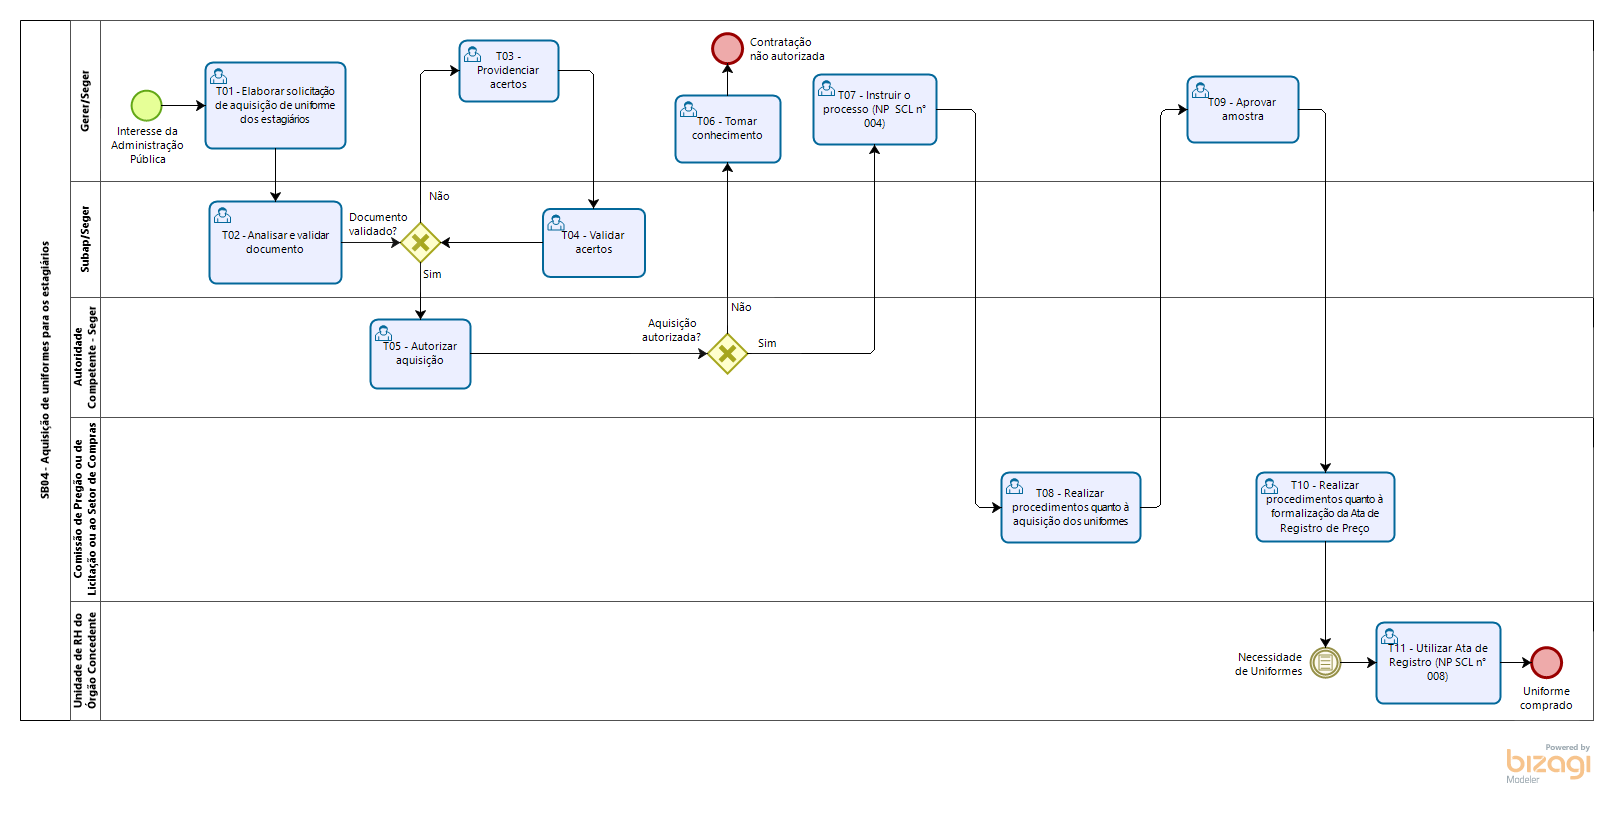 SB04 - Aquisição de uniformes para os estagiários
Gerer/Seger
Interesse da
Administração
Pública
T01 - Elaborar solicitação
de aquisição de uniforme
dos estagiários
T03 -
Providenciar
acertos
Contratação
não autorizada
T06 - Tomar
conhecimento
T07 - Instruir o
processo (NP SCL n°
004)
T09 - Aprovar
amostra
Subap/Seger
T02 - Analisar e validar
documento
Documento
validado?
Não
Sim
T04 - Validar
acertos
Autoridade
Competente - Seger
T05 - Autorizar
aquisição
Aquisição
autorizada?
Não
Sim
Comissão de Pregão ou de
Licitação ou ao Setor de Compras
T08 - Realizar
procedimentos quanto à
aquisição dos uniformes
T10 - Realizar
procedimentos quanto à
formalização da Ata de
Registro de Preço
Unidade de RH do
Órgão Concedente
Necessidade
de Uniformes
T11 - Utilizar Ata de
Registro (NP SCL n°
008)
Uniforme
comprado
Powered by
bizagi
Modeler